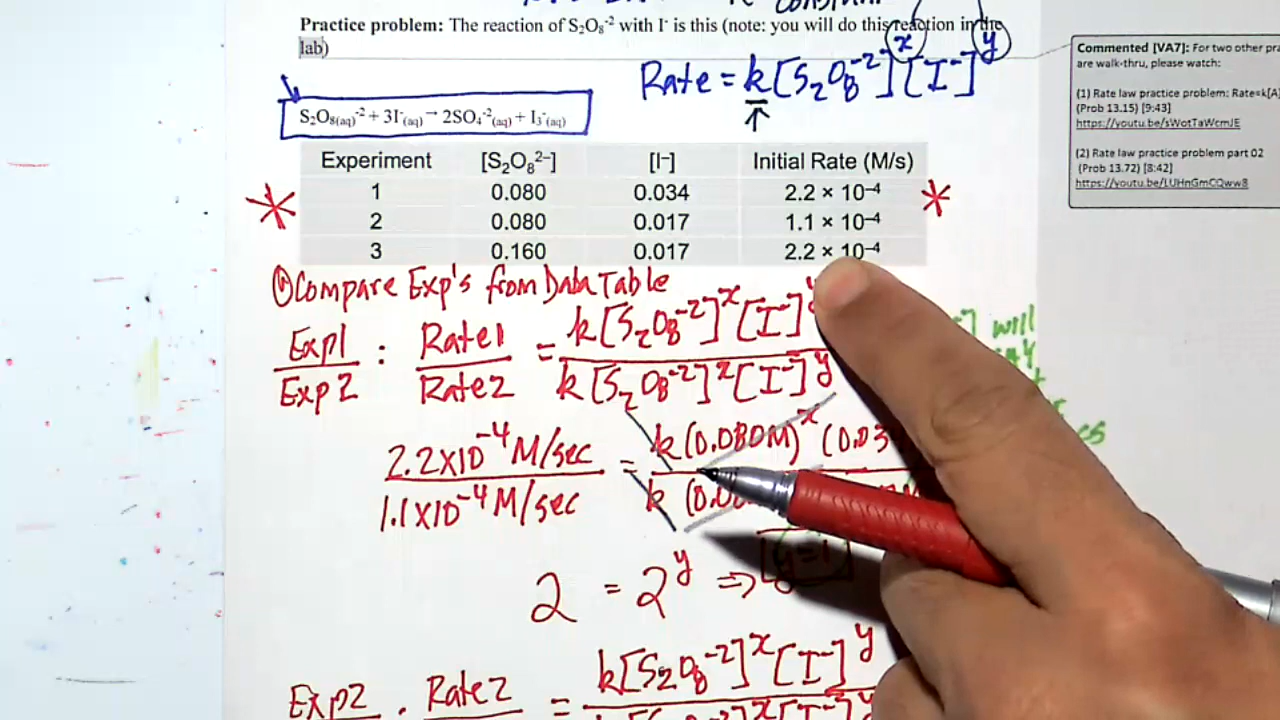 Practice problem: The reaction of S₂O₈⁻² with I⁻ is this (note: you will do this reaction in the
lab)
Rate = k[S₂O₈⁻²]ˣ[I⁻]ʸ
S₂O₈(aq)⁻² + 3I⁻(aq) → 2SO₄⁻²(aq) + I₃⁻(aq)
Commented [VA7]: For two other pra
are walk-thru, please watch:
(1) Rate law practice problem: Rate=k[A]
(Prob 13.15) [9:43]
https://youtu.be/sWotTaWcmJE
(2) Rate law practice problem part 02
(Prob 13.72) [8:42]
https://youtu.be/LUHnGmCQww8
Experiment [S₂O₈²⁻] [I⁻] Initial Rate (M/s)
1 0.080 0.034 2.2 × 10⁻⁴
2 0.080 0.017 1.1 × 10⁻⁴
3 0.160 0.017 2.2 × 10⁻⁴
Compare Exp's from Data Table
Exp1 / Exp2 : Rate1 / Rate2 = k[S₂O₈⁻²]ˣ[I⁻]ʸ / k[S₂O₈⁻²]ˣ[I⁻]ʸ
will
2.2x10⁻⁴ M/sec / 1.1x10⁻⁴ M/sec = k(0.080M)ˣ (0.03 / k (0.0
2 = 2ʸ ⇒ y=1
Exp2 . Rate2 = k[S₂O₈⁻²]ˣ[I⁻]ʸ